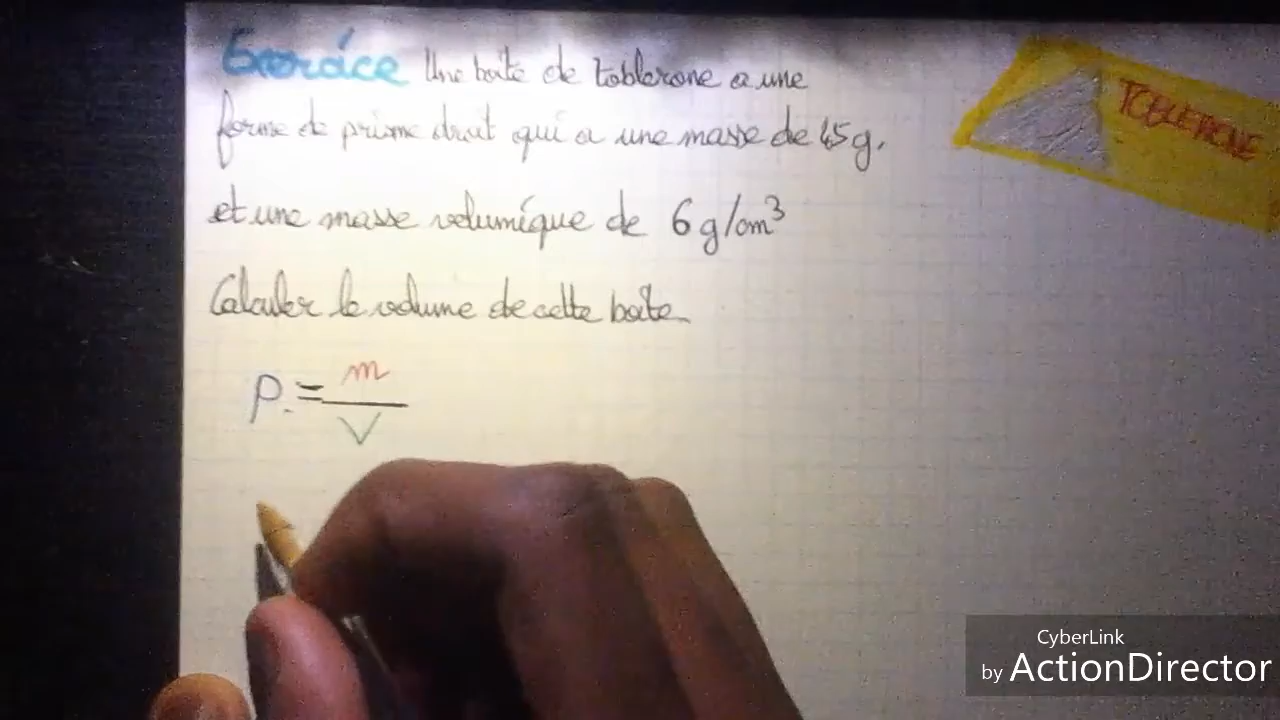 Exercice Une boîte de toblerone a une
forme de prisme droit qui a une masse de 45g.
et une masse volumique de 6 g/cm³
Calculer le volume de cette boîte
TOBLERONE
ρ = m
V
CyberLink
by ActionDirector